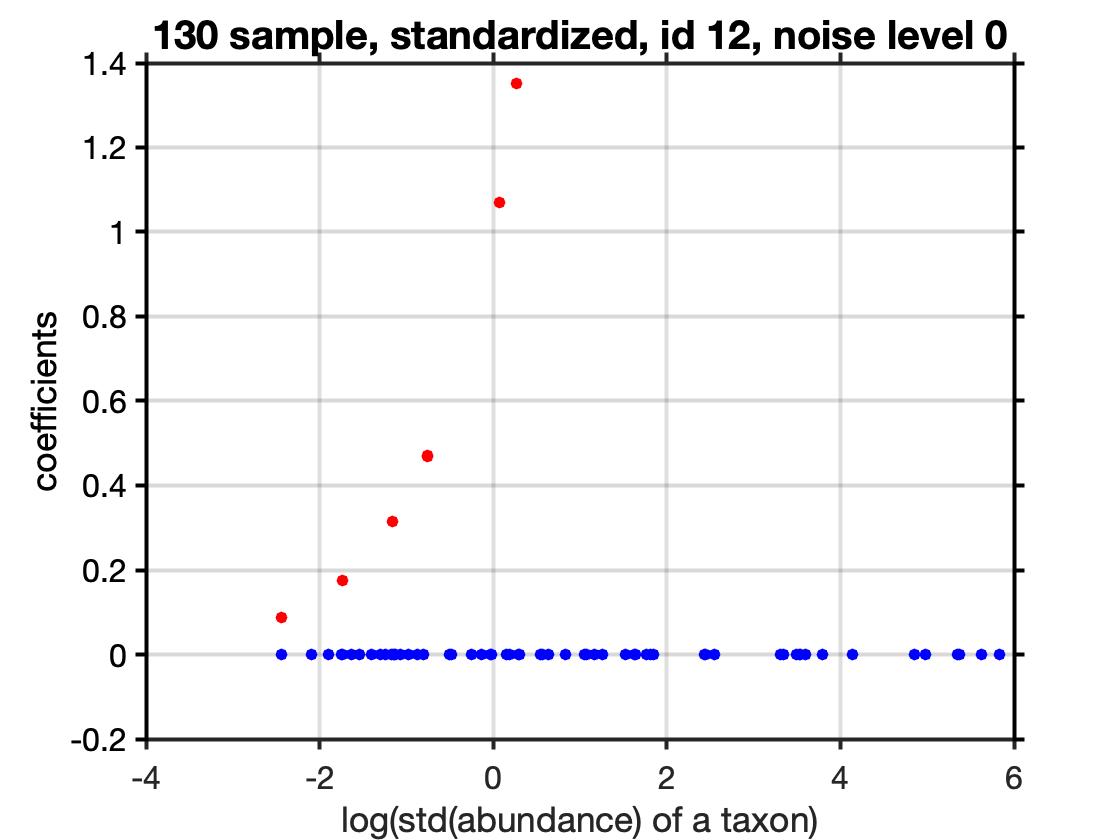 130 sample, standardized, id 12, noise level 0
1.4
1.2
1
0.8
0.6
0.4
0.2
0
-0.2
coefficients
-4 -2 0 2 4 6
log(std(abundance) of a taxon)